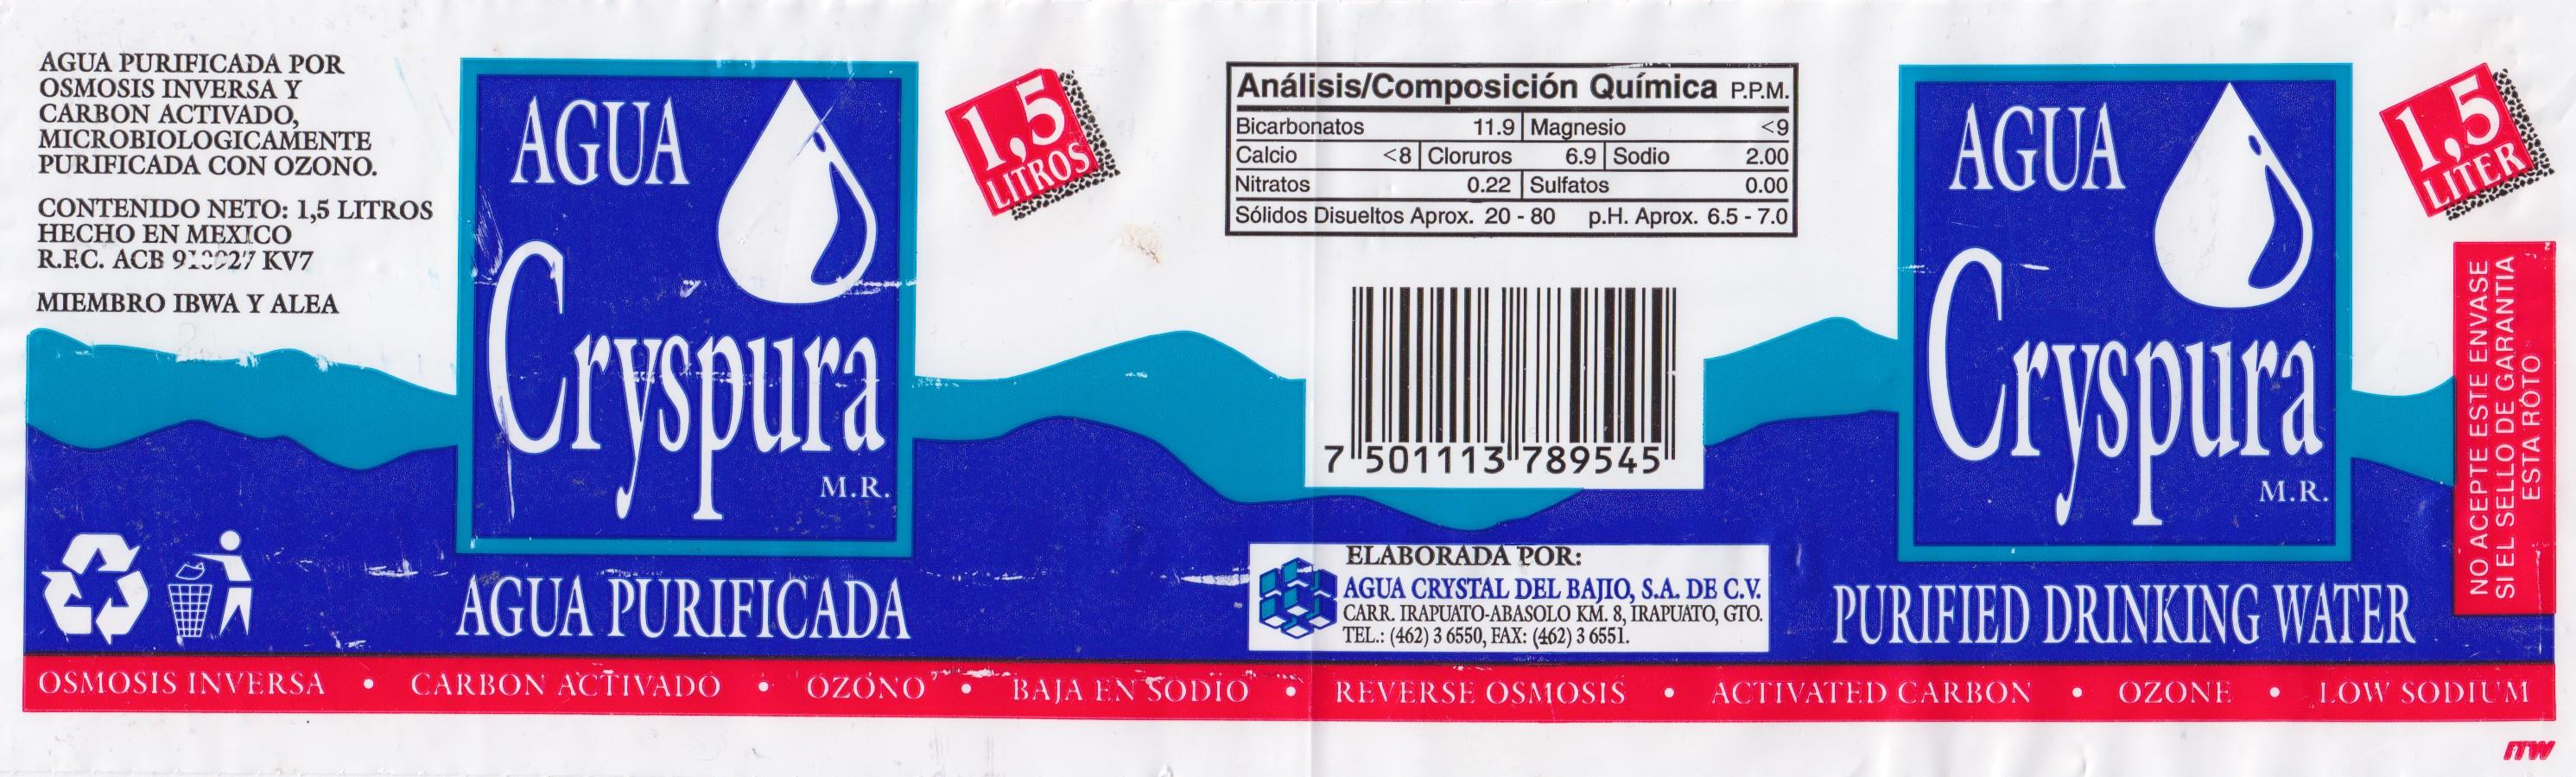 AGUA PURIFICADA POR
OSMOSIS INVERSA Y
CARBON ACTIVADO,
MICROBIOLOGICAMENTE
PURIFICADA CON OZONO.
CONTENIDO NETO: 1,5 LITROS
HECHO EN MEXICO
R.F.C. ACB 910927 KV7
MIEMBRO IBWA Y ALEA
AGUA
Cryspura
M.R.
AGUA PURIFICADA
1,5
LITROS
Análisis/Composición Química P.P.M.
Bicarbonatos 11.9 Magnesio <9
Calcio <8 Cloruros 6.9 Sodio 2.00
Nitratos 0.22 Sulfatos 0.00
Sólidos Disueltos Aprox. 20 - 80 p.H. Aprox. 6.5 - 7.0
7 501113 789545
ELABORADA POR:
AGUA CRYSTAL DEL BAJIO, S.A. DE C.V.
CARR. IRAPUATO-ABASOLO KM. 8, IRAPUATO, GTO.
TEL.: (462) 3 6550, FAX: (462) 3 6551.
AGUA
Cryspura
M.R.
PURIFIED DRINKING WATER
1,5
LITER
NO ACEPTE ESTE ENVASE
SI EL SELLO DE GARANTIA
ESTA ROTO
OSMOSIS INVERSA • CARBON ACTIVADO • OZONO • BAJA EN SODIO • REVERSE OSMOSIS • ACTIVATED CARBON • OZONE • LOW SODIUM
ITW